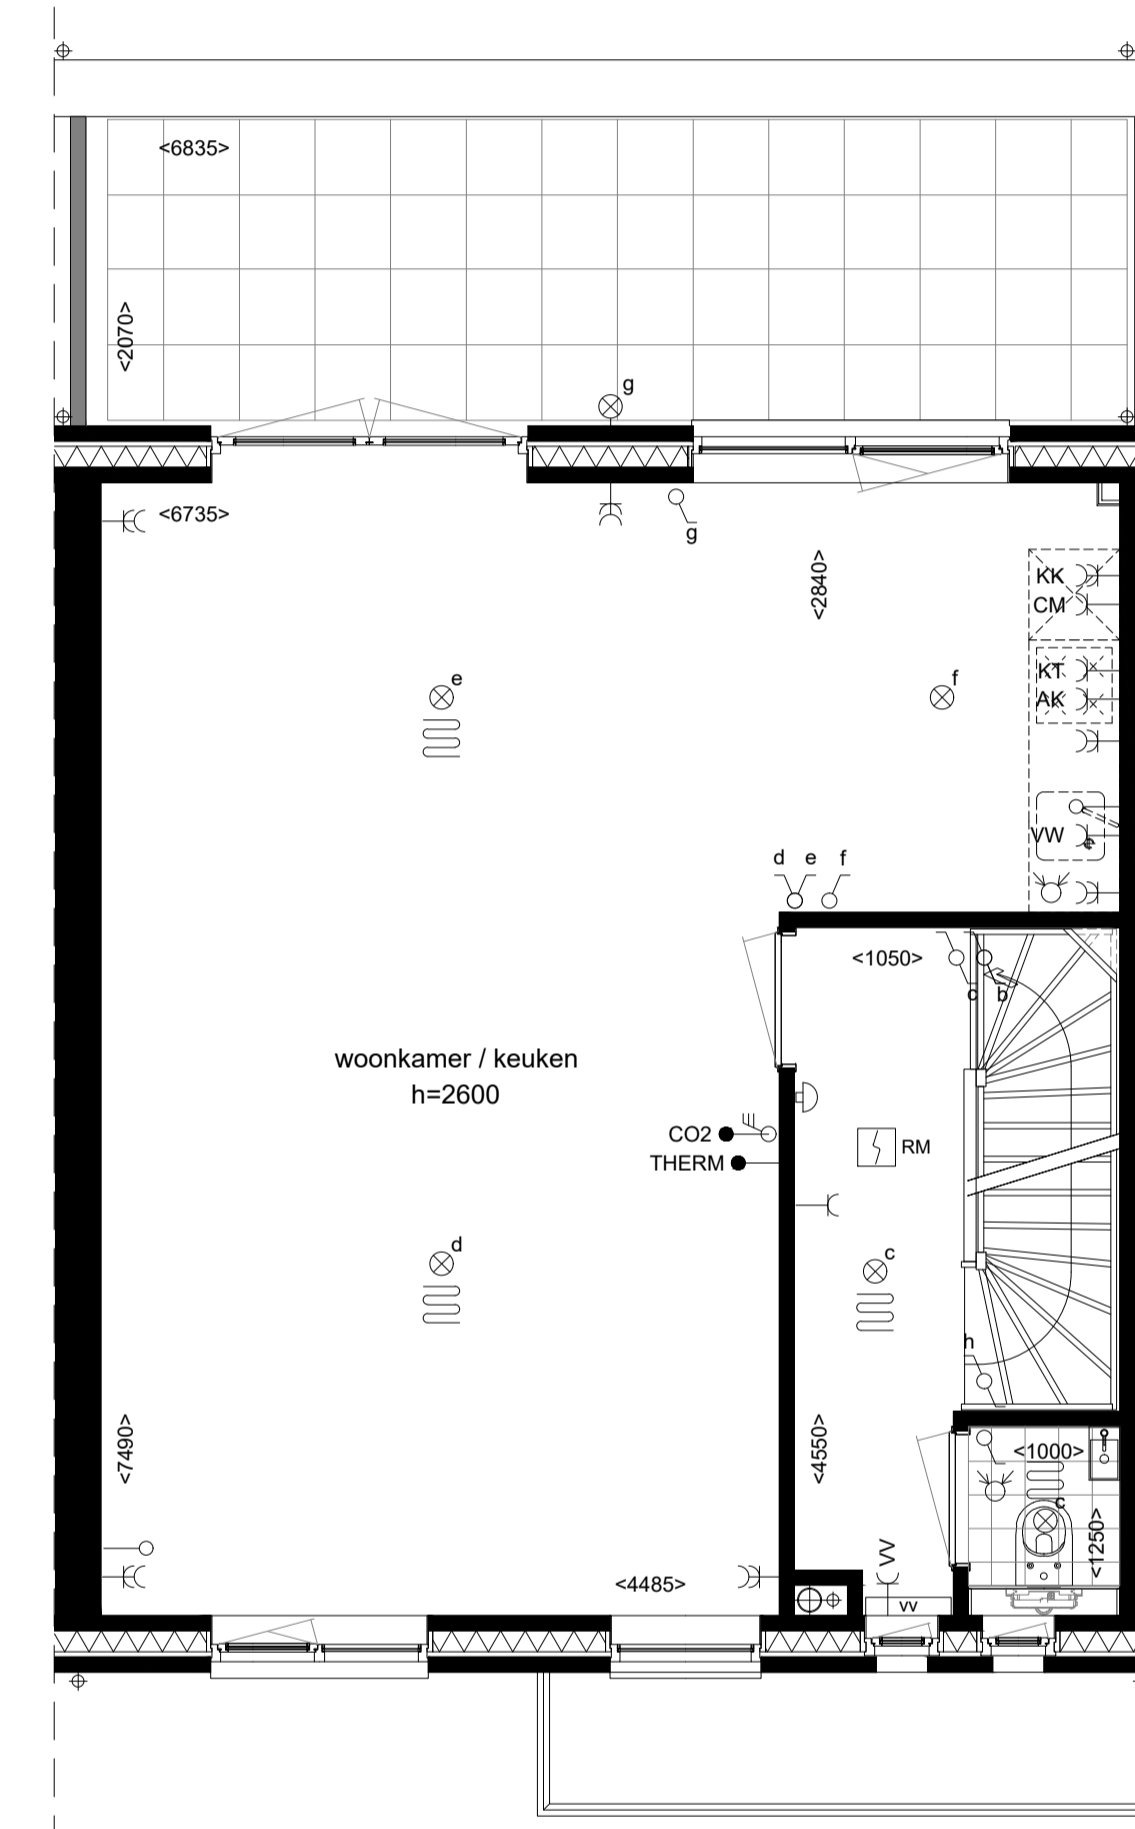 <6835>
<2070>
g
<6735>
g
<2840>
KK
CM
e
f
KT
AK
VW
d e f
<1050>
c b
woonkamer / keuken
h=2600
CO2
RM
THERM
d
c
h
<7490>
<4550>
<1000>
c
<1250>
VV
<4485>
vv